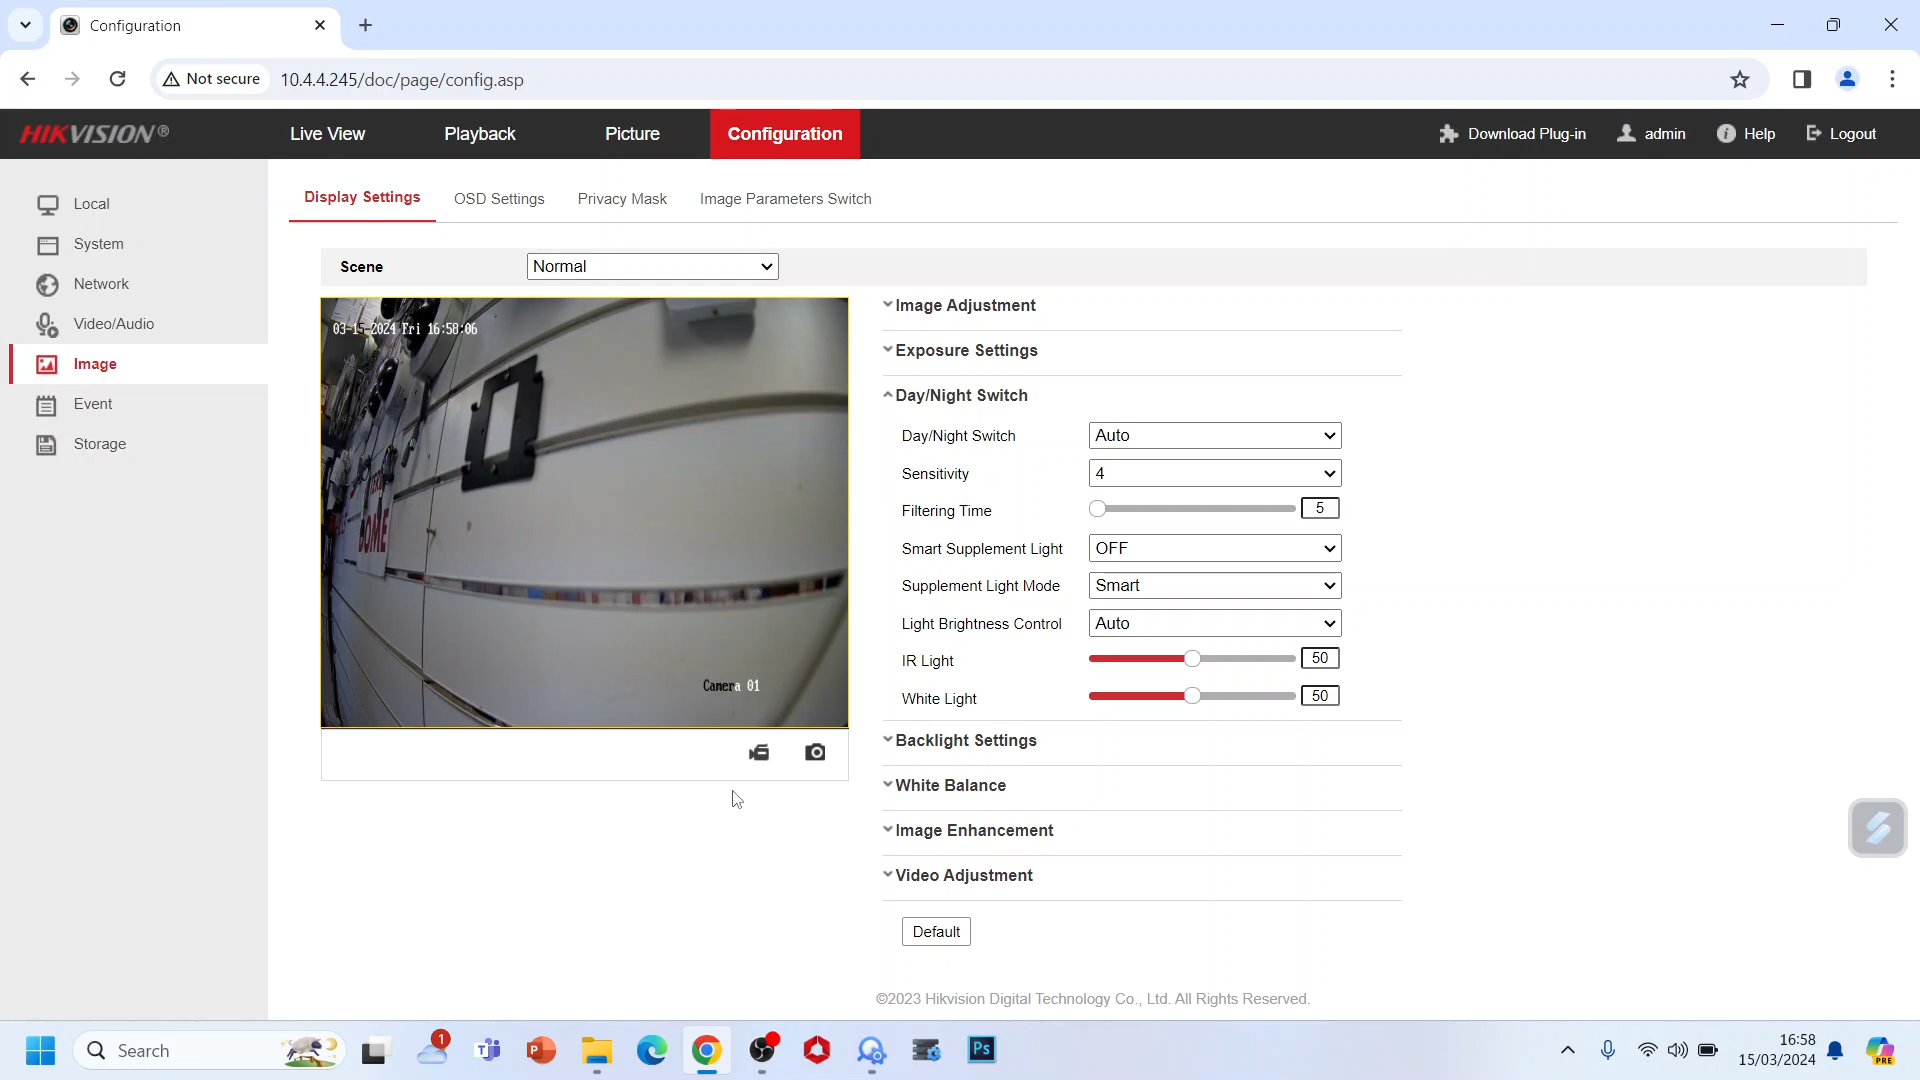 Configuration
Not secure
10.4.4.245/doc/page/config.asp
HIKVISION®
Live View
Playback
Picture
Configuration
Download Plug-in
admin
Help
Logout
Local
System
Network
Video/Audio
Image
Event
Storage
Display Settings
OSD Settings
Privacy Mask
Image Parameters Switch
Scene
Normal
03-15-2024 Fri 16:58:06
DOME
Camera 01
Image Adjustment
Exposure Settings
Day/Night Switch
Day/Night Switch
Auto
Sensitivity
4
Filtering Time
5
Smart Supplement Light
OFF
Supplement Light Mode
Smart
Light Brightness Control
Auto
IR Light
50
White Light
50
Backlight Settings
White Balance
Image Enhancement
Video Adjustment
Default
©2023 Hikvision Digital Technology Co., Ltd. All Rights Reserved.
Search
1
Ps
16:58
15/03/2024
PRE